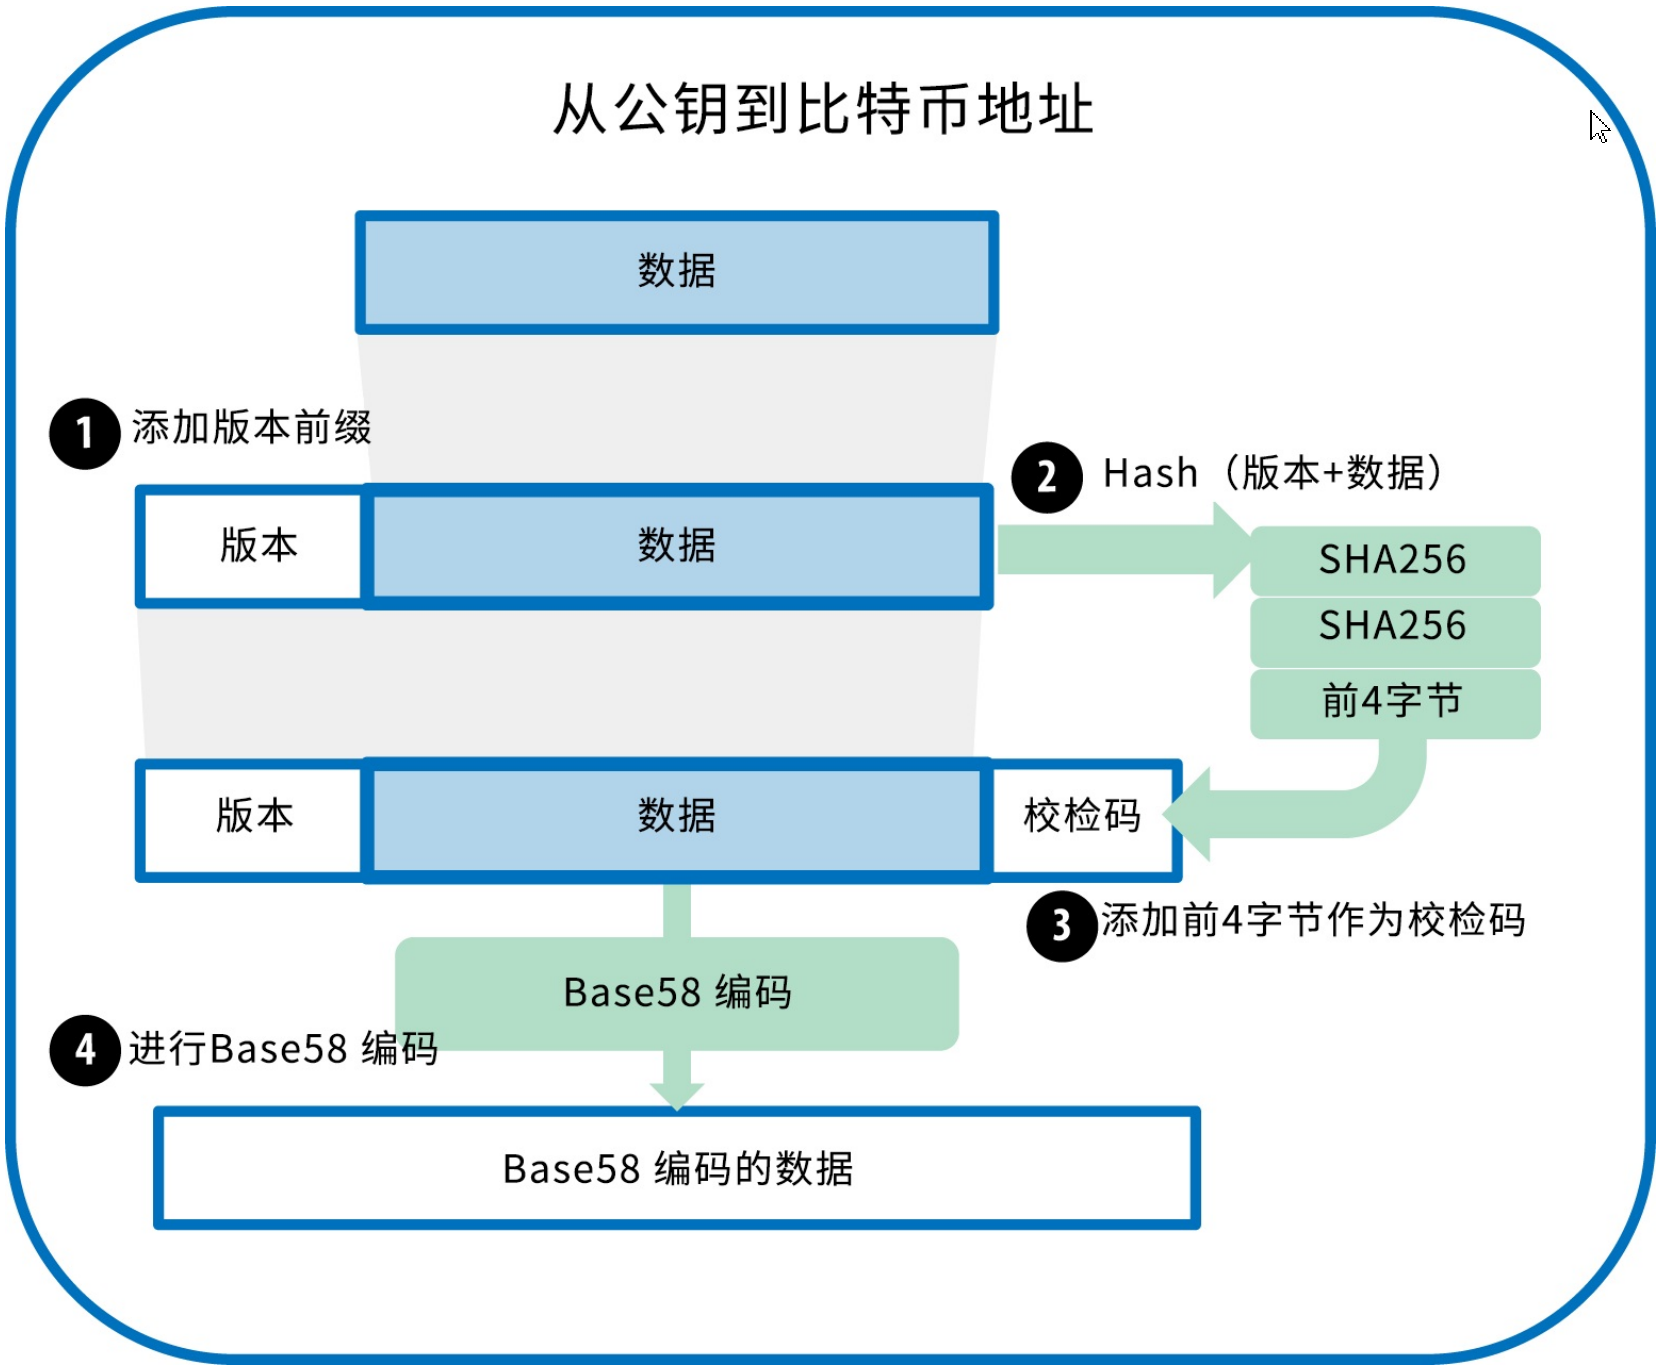 从公钥到比特币地址
数据
1 添加版本前缀
2 Hash（版本+数据）
版本 数据
SHA256
SHA256
前4字节
版本 数据 校检码
3 添加前4字节作为校检码
Base58 编码
4 进行Base58 编码
Base58 编码的数据